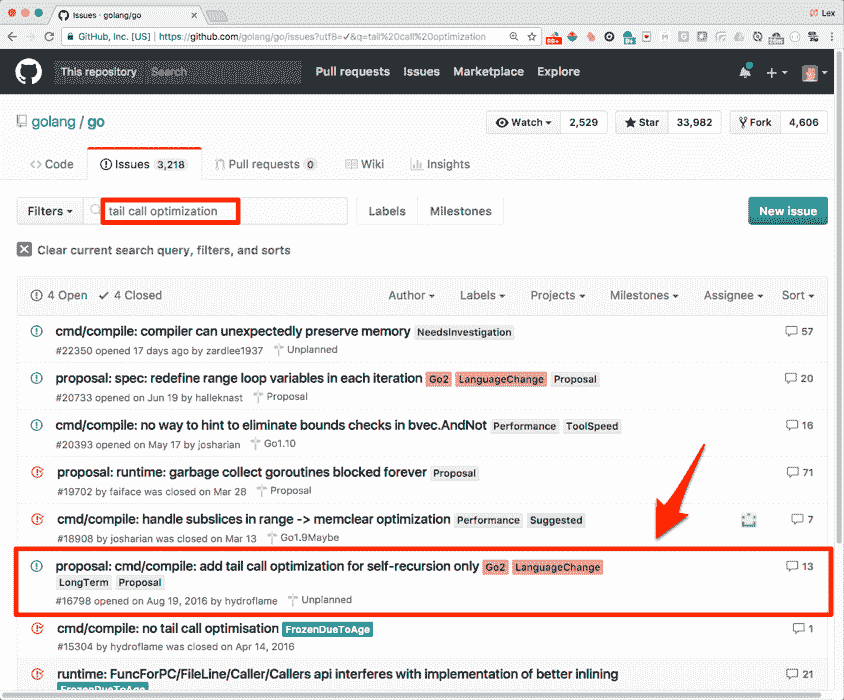 Issues · golang/go
Lex
GitHub, Inc. [US] https://github.com/golang/go/issues?utf8=✓&q=tail%20call%20optimization
This repository Search Pull requests Issues Marketplace Explore
golang / go Watch 2,529 Star 33,982 Fork 4,606
Code Issues 3,218 Pull requests 0 Wiki Insights
Filters tail call optimization Labels Milestones New issue
Clear current search query, filters, and sorts
4 Open 4 Closed Author Labels Projects Milestones Assignee Sort
cmd/compile: compiler can unexpectedly preserve memory NeedsInvestigation 57
#22350 opened 17 days ago by zardlee1937 Unplanned
proposal: spec: redefine range loop variables in each iteration Go2 LanguageChange Proposal 20
#20733 opened on Jun 19 by halleknast Proposal
cmd/compile: no way to hint to eliminate bounds checks in bvec.AndNot Performance ToolSpeed 16
#20393 opened on May 17 by josharian Go1.10
proposal: runtime: garbage collect goroutines blocked forever Proposal 71
#19702 by faiface was closed on Mar 28 Proposal
cmd/compile: handle subslices in range -> memclear optimization Performance Suggested 7
#18908 by josharian was closed on Mar 13 Go1.9Maybe
proposal: cmd/compile: add tail call optimization for self-recursion only Go2 LanguageChange 13
LongTerm Proposal
#16798 opened on Aug 19, 2016 by hydroflame Unplanned
cmd/compile: no tail call optimisation FrozenDueToAge 1
#15304 by hydroflame was closed on Apr 14, 2016
runtime: FuncForPC/FileLine/Caller/Callers api interferes with implementation of better inlining 21
FrozenDueToAge